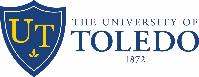 UT
THE UNIVERSITY OF
TOLEDO
1872